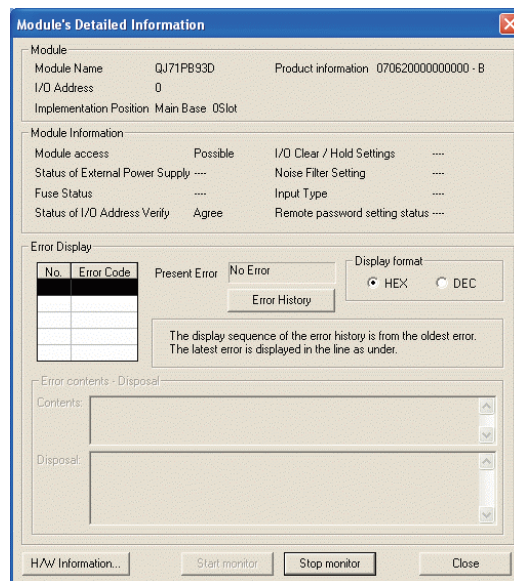 Module's Detailed Information
Module
Module Name QJ71PB93D Product information 070620000000000 - B
I/O Address 0
Implementation Position Main Base 0Slot
Module Information
Module access Possible I/O Clear / Hold Settings ----
Status of External Power Supply ---- Noise Filter Setting ----
Fuse Status ---- Input Type ----
Status of I/O Address Verify Agree Remote password setting status ----
Error Display
No. Error Code
Present Error No Error
Display format
HEX DEC
Error History
The display sequence of the error history is from the oldest error.
The latest error is displayed in the line as under.
Error contents - Disposal
Contents:
Disposal:
H/W Information... Start monitor Stop monitor Close